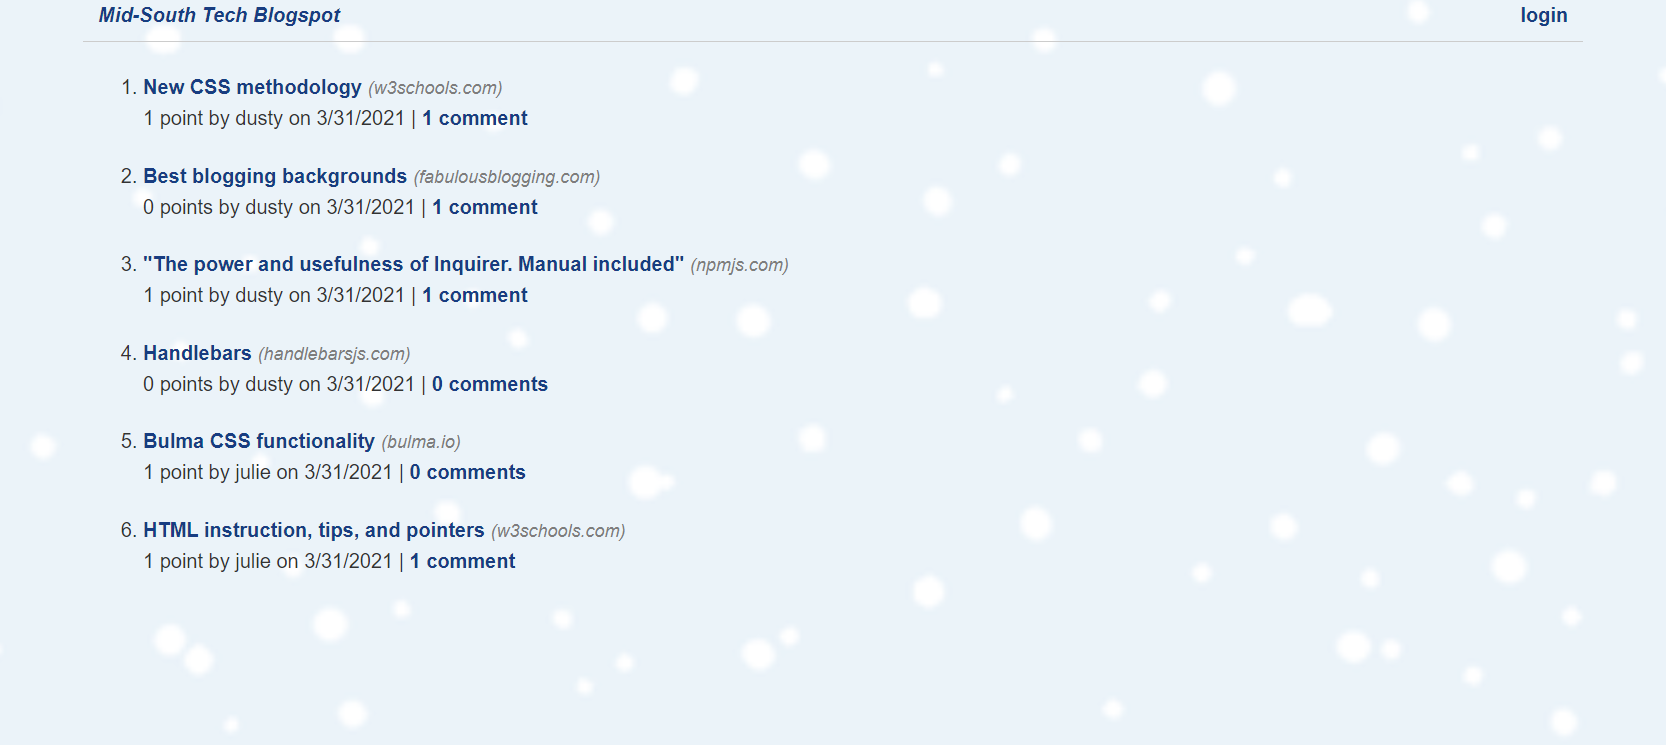 Mid-South Tech Blogspot login
1. New CSS methodology (w3schools.com)
1 point by dusty on 3/31/2021 | 1 comment
2. Best blogging backgrounds (fabulousblogging.com)
0 points by dusty on 3/31/2021 | 1 comment
3. "The power and usefulness of Inquirer. Manual included" (npmjs.com)
1 point by dusty on 3/31/2021 | 1 comment
4. Handlebars (handlebarsjs.com)
0 points by dusty on 3/31/2021 | 0 comments
5. Bulma CSS functionality (bulma.io)
1 point by julie on 3/31/2021 | 0 comments
6. HTML instruction, tips, and pointers (w3schools.com)
1 point by julie on 3/31/2021 | 1 comment